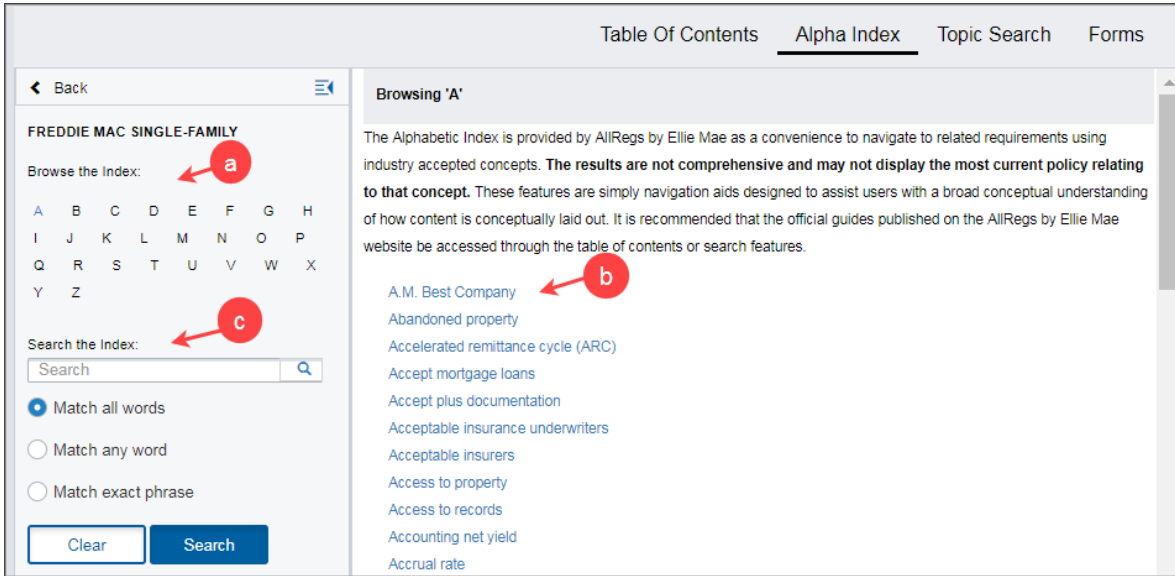 Table Of Contents Alpha Index Topic Search Forms
Back
FREDDIE MAC SINGLE-FAMILY
Browse the Index:
a
A B C D E F G H
I J K L M N O P
Q R S T U V W X
Y Z
c
Search the Index:
Search
Match all words
Match any word
Match exact phrase
Clear Search
Browsing 'A'
The Alphabetic Index is provided by AllRegs by Ellie Mae as a convenience to navigate to related requirements using
industry accepted concepts. The results are not comprehensive and may not display the most current policy relating
to that concept. These features are simply navigation aids designed to assist users with a broad conceptual understanding
of how content is conceptually laid out. It is recommended that the official guides published on the AllRegs by Ellie Mae
website be accessed through the table of contents or search features.
b
A.M. Best Company
Abandoned property
Accelerated remittance cycle (ARC)
Accept mortgage loans
Accept plus documentation
Acceptable insurance underwriters
Acceptable insurers
Access to property
Access to records
Accounting net yield
Accrual rate